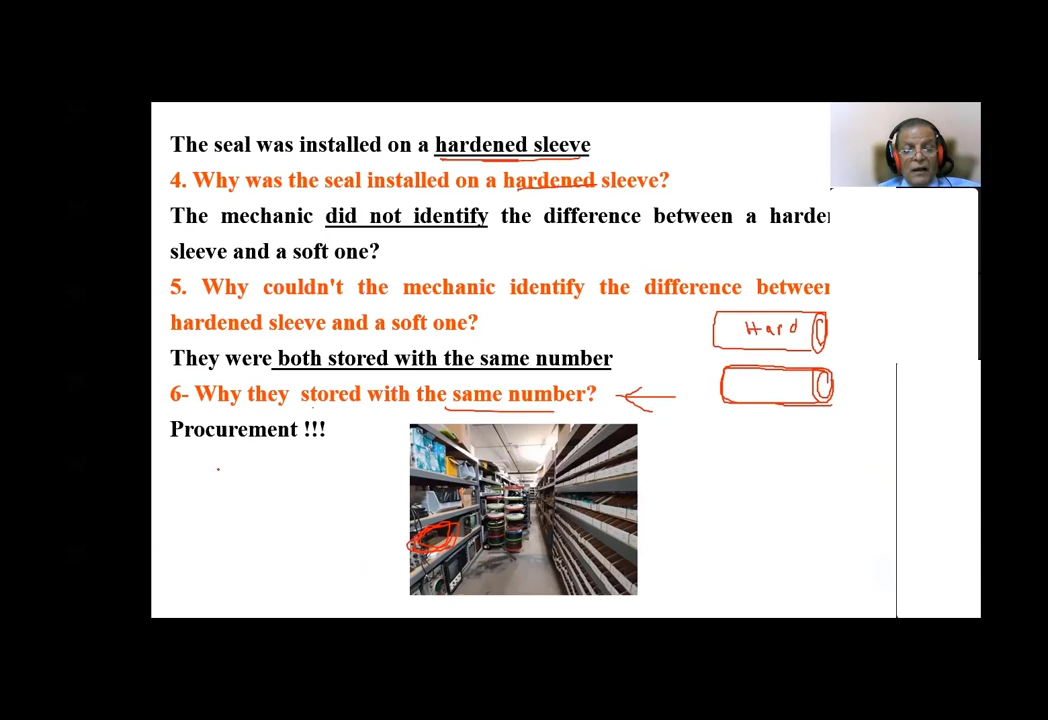 The seal was installed on a hardened sleeve
4. Why was the seal installed on a hardened sleeve?
The mechanic did not identify the difference between a harde
sleeve and a soft one?
5. Why couldn't the mechanic identify the difference between
hardened sleeve and a soft one?
Hard
They were both stored with the same number
6- Why they stored with the same number?
Procurement !!!